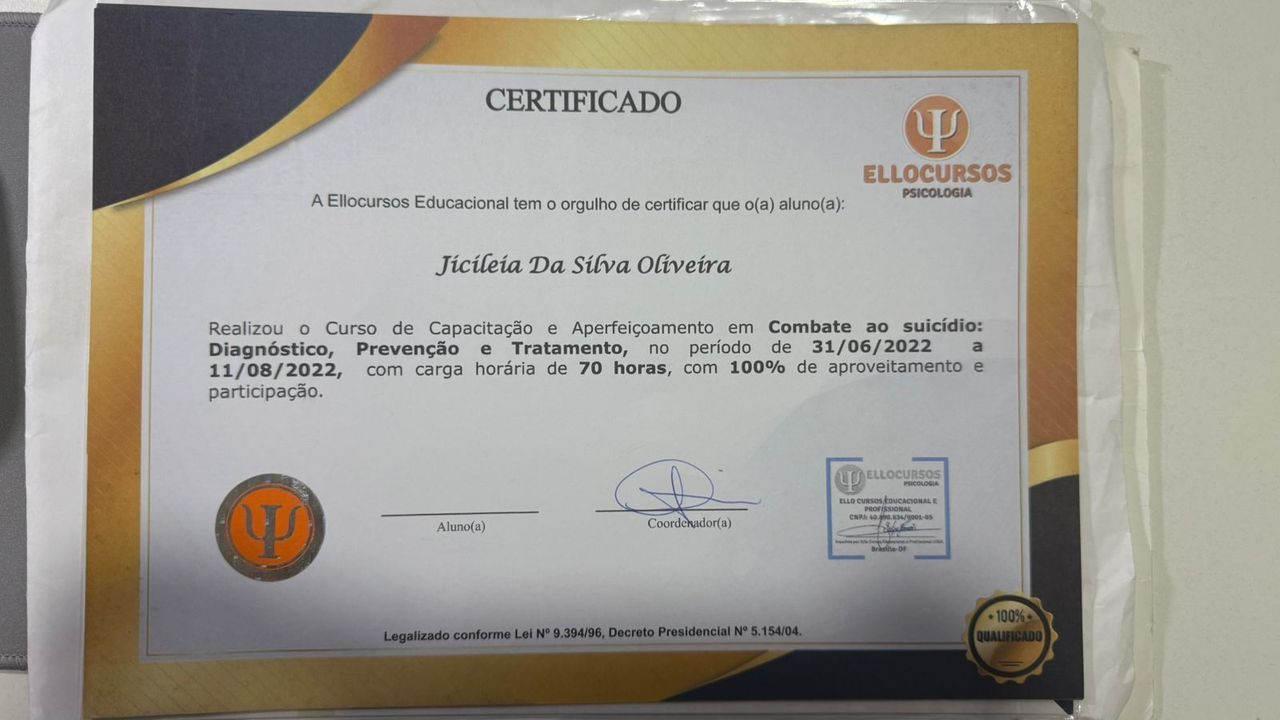 CERTIFICADO
ELLOCURSOS
PSICOLOGIA
A Ellocursos Educacional tem o orgulho de certificar que o(a) aluno(a):
Jicileia Da Silva Oliveira
Realizou o Curso de Capacitação e Aperfeiçoamento em Combate ao suicídio:
Diagnóstico, Prevenção e Tratamento, no período de 31/06/2022 a
11/08/2022, com carga horária de 70 horas, com 100% de aproveitamento e
participação.
Aluno(a)
Coordenador(a)
ELLOCURSOS
PSICOLOGIA
ELLO CURSOS EDUCACIONAL E
PROFISSIONAL
Brasília-DF
100%
QUALIFICADO
Legalizado conforme Lei Nº 9.394/96, Decreto Presidencial Nº 5.154/04.